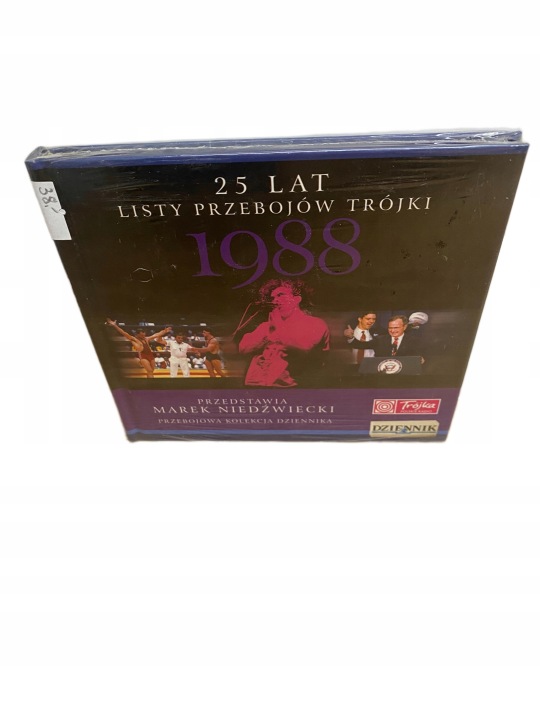 38,-
25 LAT
LISTY PRZEBOJÓW TRÓJKI
1988
PRZEDSTAWIA
MAREK NIEDŹWIECKI
PRZEBOJOWA KOLEKCJA DZIENNIKA
Trójka
DZIENNIK